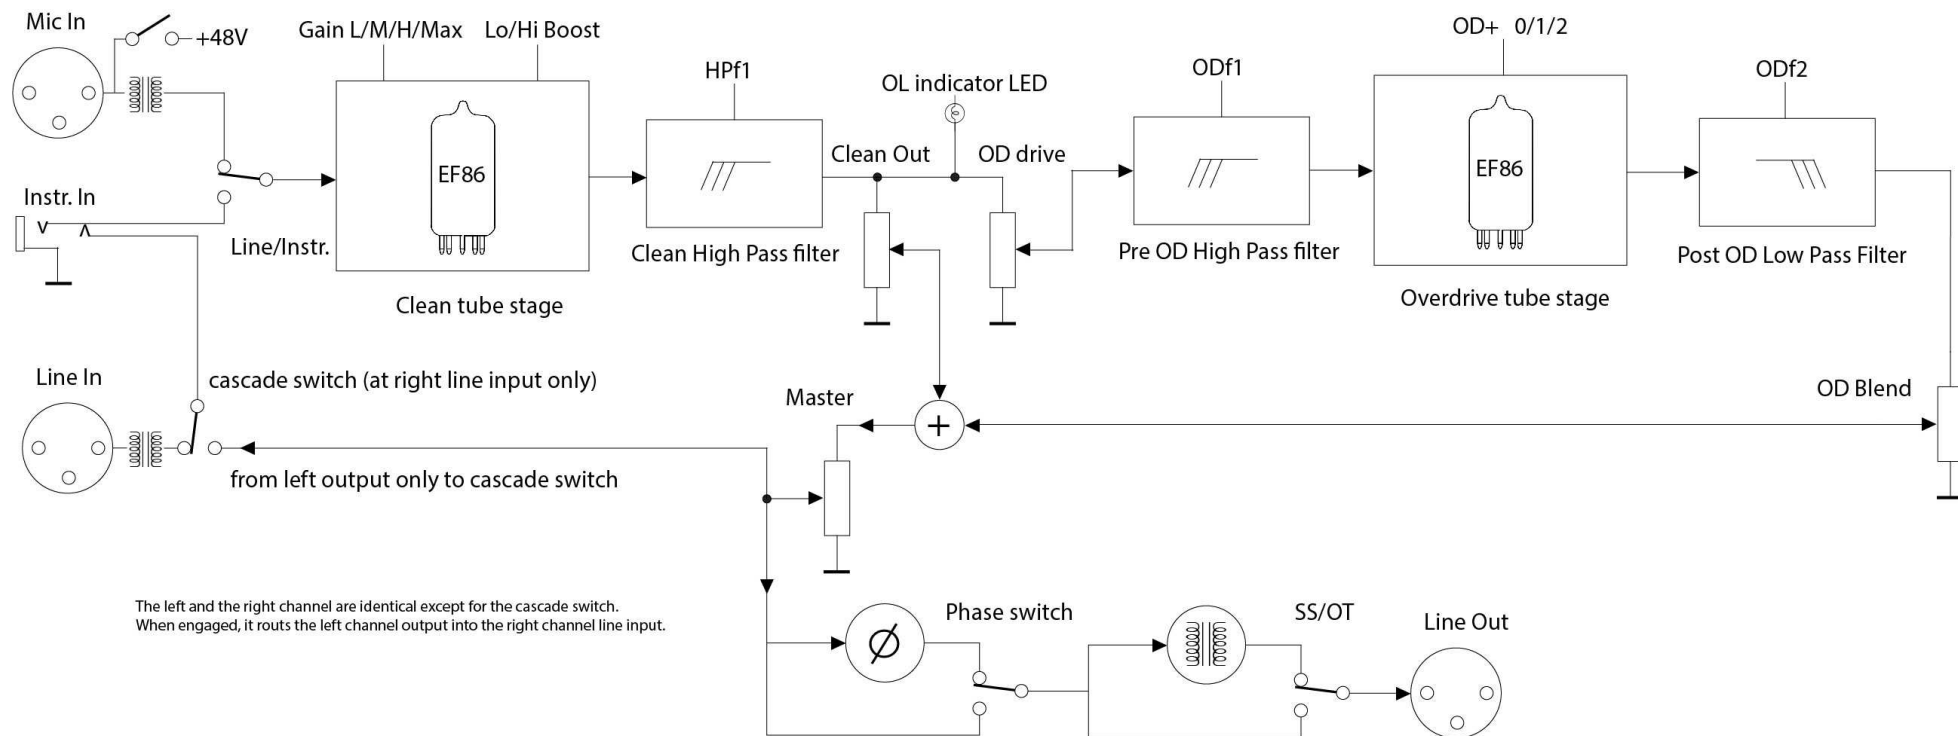 Mic In
+48V
Gain L/M/H/Max
Lo/Hi Boost
HPf1
OL indicator LED
ODf1
OD+ 0/1/2
ODf2
EF86
Clean Out
OD drive
EF86
Instr. In
Line/Instr.
Clean High Pass filter
Pre OD High Pass filter
Post OD Low Pass Filter
Clean tube stage
Overdrive tube stage
Line In
cascade switch (at right line input only)
Master
+
OD Blend
from left output only to cascade switch
The left and the right channel are identical except for the cascade switch.
When engaged, it routs the left channel output into the right channel line input.
Ø
Phase switch
SS/OT
Line Out